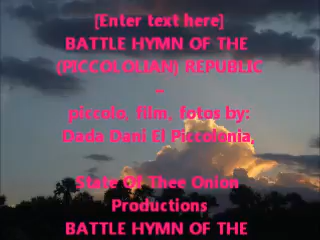 [Enter text here]
BATTLE HYMN OF THE
(PICCOLOLIAN) REPUBLIC
-
piccolo, film, fotos by:
Dada Dani El Piccolonia,
State Of Thee Onion
Productions
BATTLE HYMN OF THE